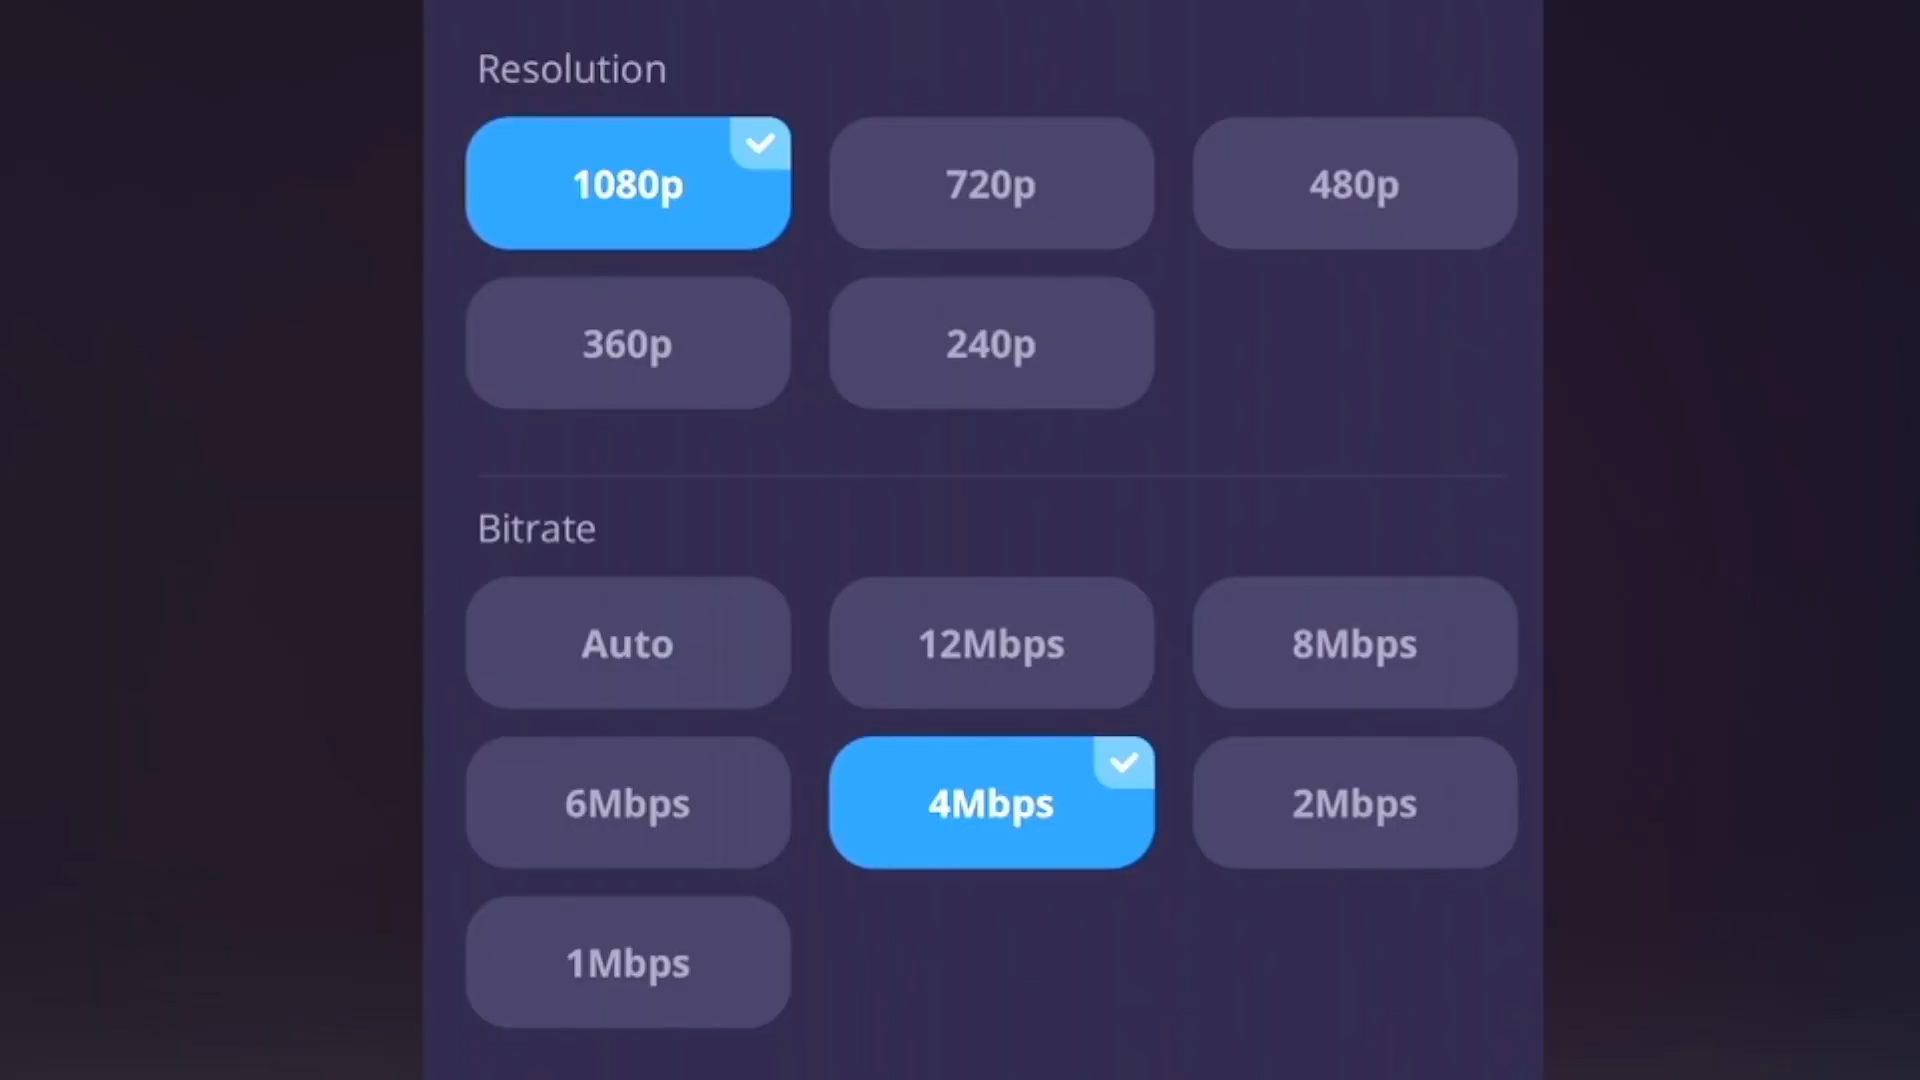 Resolution
1080p 720p 480p
360p 240p
Bitrate
Auto 12Mbps 8Mbps
6Mbps 4Mbps 2Mbps
1Mbps